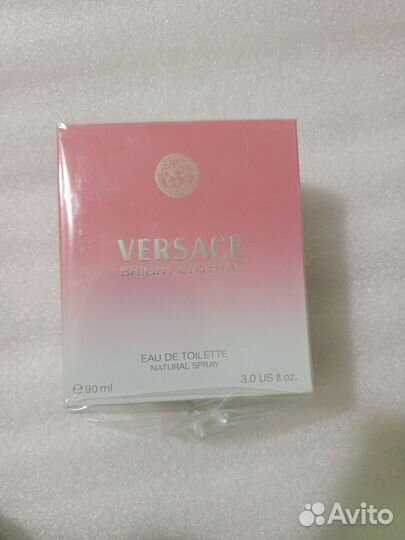 VERSACE
BRIGHT CRYSTAL
EAU DE TOILETTE
NATURAL SPRAY
℮ 90 ml 3.0 US fl.oz.
Avito